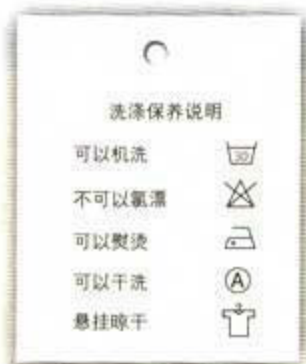 洗涤保养说明
可以机洗 30
不可以氯漂
可以熨烫
可以干洗 A
悬挂晾干